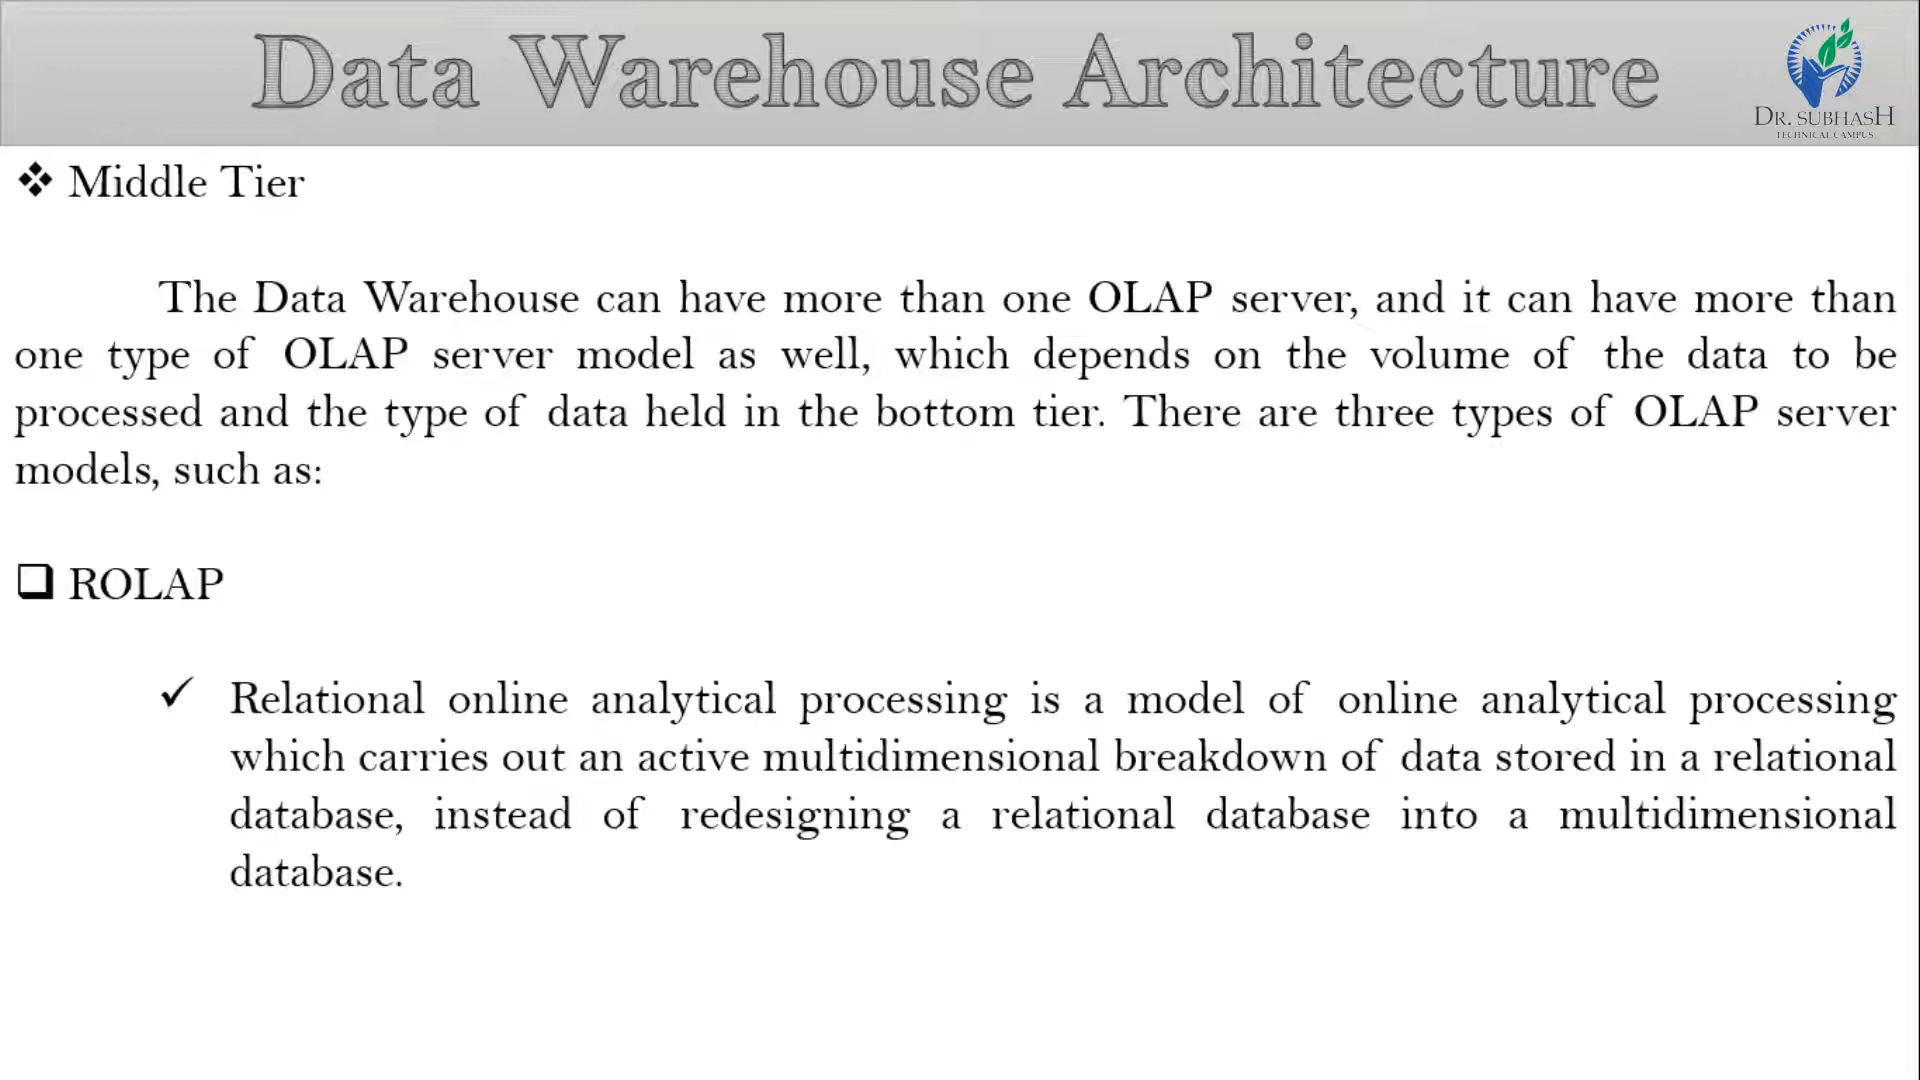 Data Warehouse Architecture
DR. SUBHASH
TECHNICAL CAMPUS
Middle Tier
The Data Warehouse can have more than one OLAP server, and it can have more than
one type of OLAP server model as well, which depends on the volume of the data to be
processed and the type of data held in the bottom tier. There are three types of OLAP server
models, such as:
ROLAP
Relational online analytical processing is a model of online analytical processing
which carries out an active multidimensional breakdown of data stored in a relational
database, instead of redesigning a relational database into a multidimensional
database.